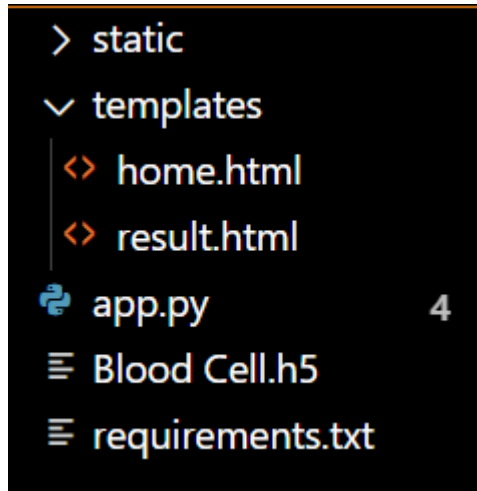 static
templates
home.html
result.html
app.py 4
Blood Cell.h5
requirements.txt